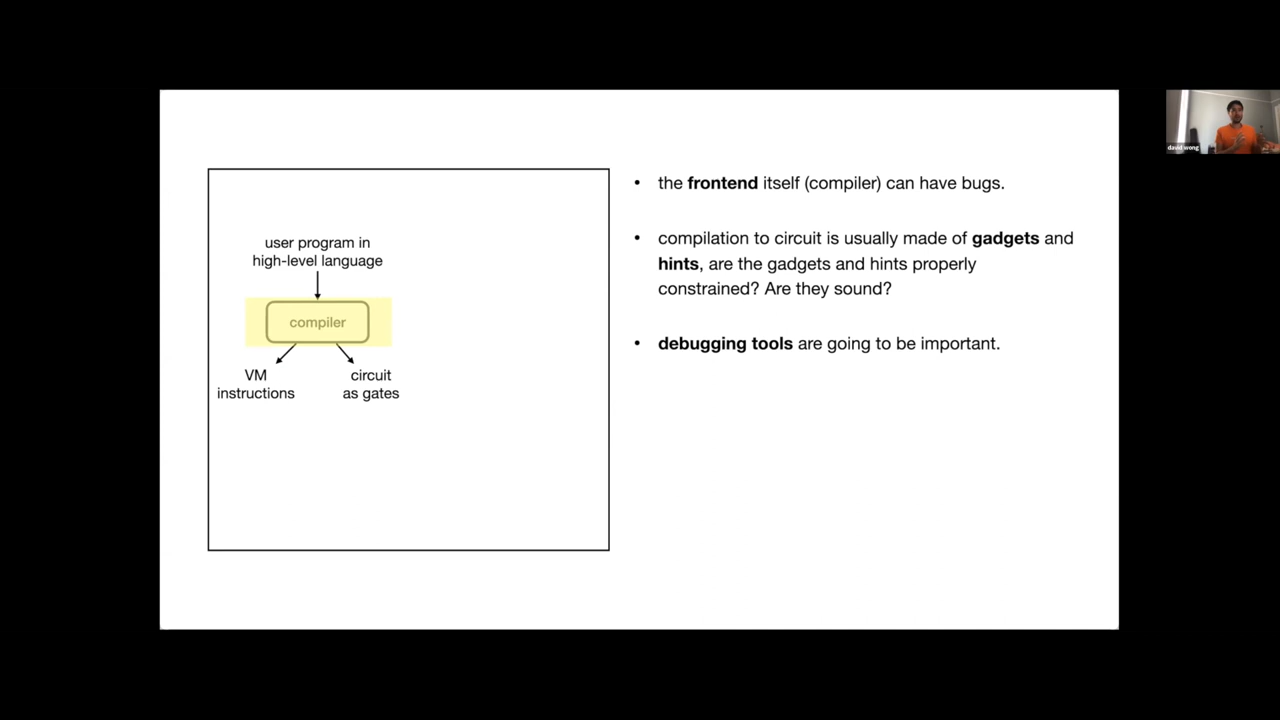 user program in
high-level language
compiler
VM
instructions
circuit
as gates
• the frontend itself (compiler) can have bugs.
• compilation to circuit is usually made of gadgets and
hints, are the gadgets and hints properly
constrained? Are they sound?
• debugging tools are going to be important.
david wong